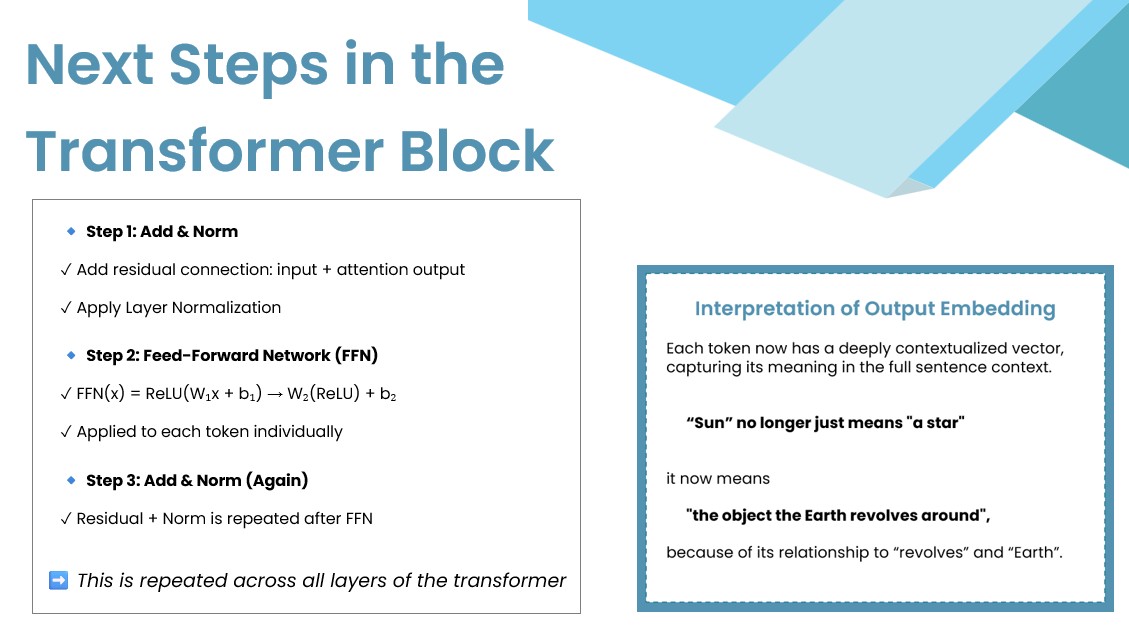 Next Steps in the
Transformer Block
🔹 Step 1: Add & Norm
✓ Add residual connection: input + attention output
✓ Apply Layer Normalization
🔹 Step 2: Feed-Forward Network (FFN)
✓ FFN(x) = ReLU(W₁x + b₁) → W₂(ReLU) + b₂
✓ Applied to each token individually
🔹 Step 3: Add & Norm (Again)
✓ Residual + Norm is repeated after FFN
➡️ This is repeated across all layers of the transformer
Interpretation of Output Embedding
Each token now has a deeply contextualized vector,
capturing its meaning in the full sentence context.
“Sun” no longer just means "a star"
it now means
"the object the Earth revolves around",
because of its relationship to “revolves” and “Earth”.